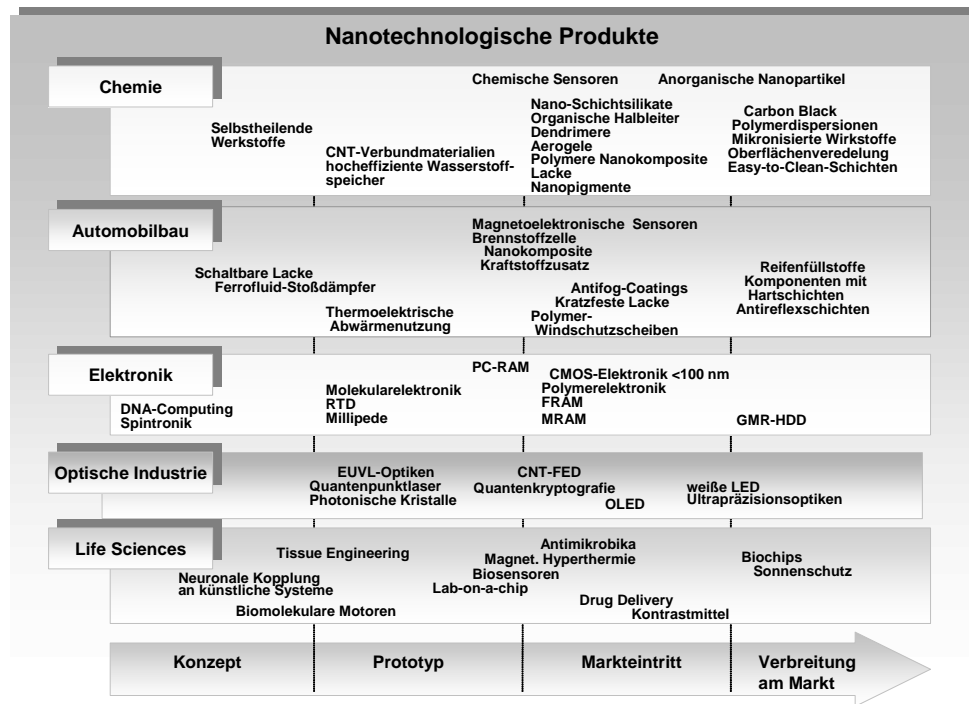 Nanotechnologische Produkte
Chemie
Chemische Sensoren
Anorganische Nanopartikel
Selbstheilende
Werkstoffe
CNT-Verbundmaterialien
hocheffiziente Wasserstoff-
speicher
Nano-Schichtsilikate
Organische Halbleiter
Dendrimere
Aerogele
Polymere Nanokomposite
Lacke
Nanopigmente
Carbon Black
Polymerdispersionen
Mikronisierte Wirkstoffe
Oberflächenveredelung
Easy-to-Clean-Schichten
Automobilbau
Schaltbare Lacke
Ferrofluid-Stoßdämpfer
Thermoelektrische
Abwärmenutzung
Magnetoelektronische Sensoren
Brennstoffzelle
Nanokomposite
Kraftstoffzusatz
Antifog-Coatings
Kratzfeste Lacke
Polymer-
Windschutzscheiben
Reifenfüllstoffe
Komponenten mit
Hartschichten
Antireflexschichten
Elektronik
DNA-Computing
Spintronik
Molekularelektronik
RTD
Millipede
PC-RAM
CMOS-Elektronik <100 nm
Polymerelektronik
FRAM
MRAM
GMR-HDD
Optische Industrie
EUVL-Optiken
Quantenpunktlaser
Photonische Kristalle
CNT-FED
Quantenkryptografie
OLED
weiße LED
Ultrapräzisionsoptiken
Life Sciences
Tissue Engineering
Neuronale Kopplung
an künstliche Systeme
Biomolekulare Motoren
Antimikrobika
Magnet. Hyperthermie
Biosensoren
Lab-on-a-chip
Drug Delivery
Kontrastmittel
Biochips
Sonnenschutz
Konzept
Prototyp
Markteintritt
Verbreitung
am Markt